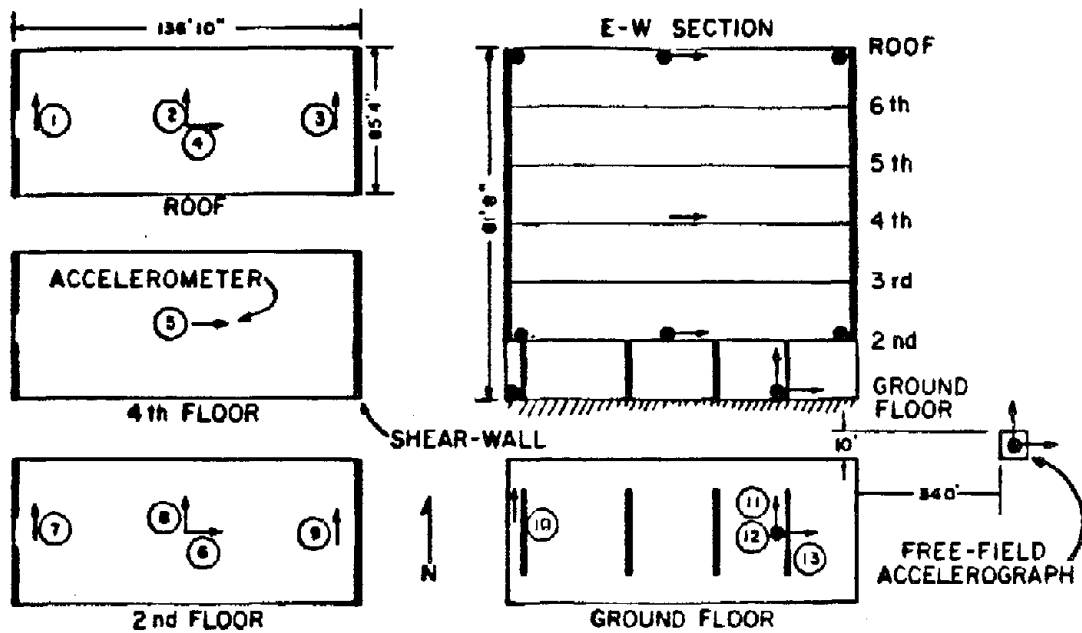 136'10"
E-W SECTION
ROOF
1
2
4
3
85'4"
6th
5th
4th
3rd
2nd
GROUND FLOOR
ROOF
ACCELEROMETER
5
4th FLOOR
SHEAR-WALL
10'
340'
7
8
6
9
N
10
11
12
13
FREE-FIELD
ACCELEROGRAPH
2nd FLOOR
GROUND FLOOR